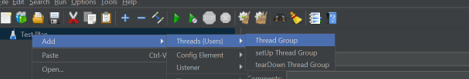 File Edit Search Run Options Tools Help
Test Plan
Add
Threads (Users)
Thread Group
Paste
Ctrl-V
Config Element
setUp Thread Group
Open...
Listener
tearDown Thread Group
Comments: